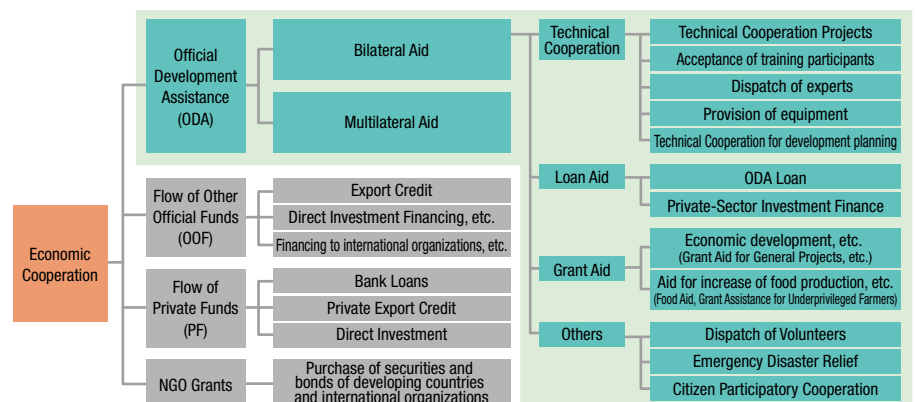 Economic
Cooperation
Official
Development
Assistance
(ODA)
Bilateral Aid
Multilateral Aid
Flow of Other
Official Funds
(OOF)
Export Credit
Direct Investment Financing, etc.
Financing to international organizations, etc.
Flow of
Private Funds
(PF)
Bank Loans
Private Export Credit
Direct Investment
NGO Grants
Purchase of securities and
bonds of developing countries
and international organizations
Technical
Cooperation
Technical Cooperation Projects
Acceptance of training participants
Dispatch of experts
Provision of equipment
Technical Cooperation for development planning
Loan Aid
ODA Loan
Private-Sector Investment Finance
Grant Aid
Economic development, etc.
(Grant Aid for General Projects, etc.)
Aid for increase of food production, etc.
(Food Aid, Grant Assistance for Underprivileged Farmers)
Others
Dispatch of Volunteers
Emergency Disaster Relief
Citizen Participatory Cooperation